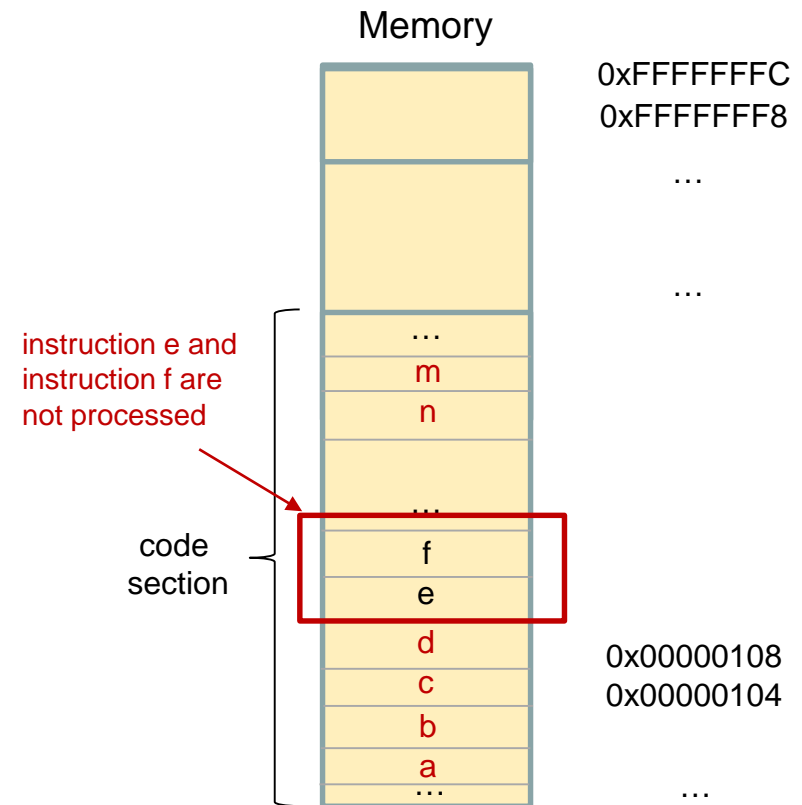 Memory
0xFFFFFFFC
0xFFFFFFF8
…
…
…
m
n
instruction e and
instruction f are
not processed
…
code
section
f
e
d
c
b
a
…
0x00000108
0x00000104
…